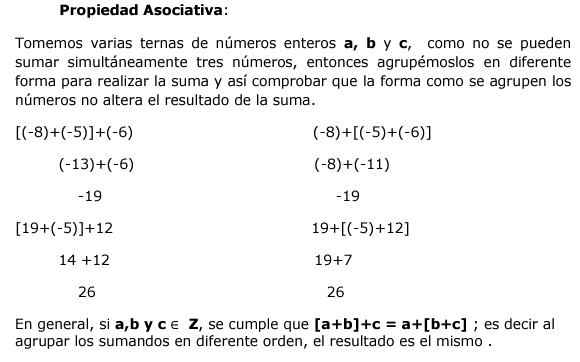 Propiedad Asociativa:
Tomemos varias ternas de números enteros a, b y c, como no se pueden
sumar simultáneamente tres números, entonces agrupémoslos en diferente
forma para realizar la suma y así comprobar que la forma como se agrupen los
números no altera el resultado de la suma.
[(-8)+(-5)]+(-6) (-8)+[(-5)+(-6)]
(-13)+(-6) (-8)+(-11)
-19 -19
[19+(-5)]+12 19+[(-5)+12]
14 +12 19+7
26 26
En general, si a,b y c ∈ Z, se cumple que [a+b]+c = a+[b+c] ; es decir al
agrupar los sumandos en diferente orden, el resultado es el mismo .